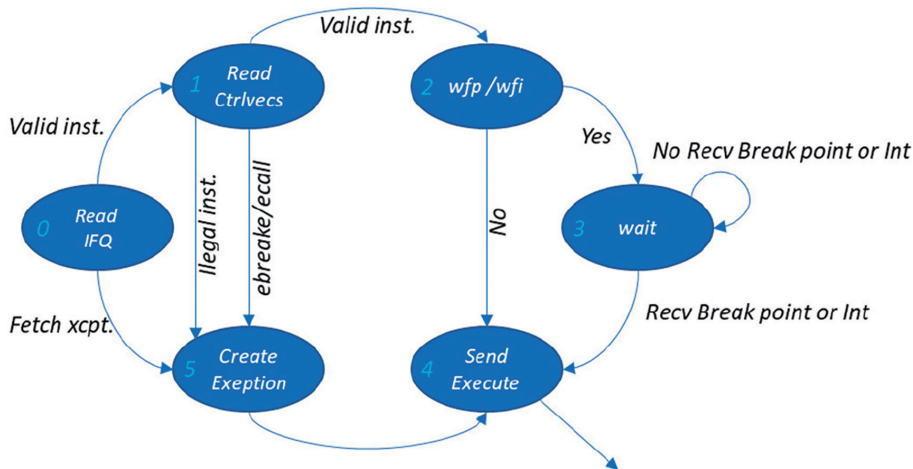 Valid inst.
1
Read
Ctrlvecs
2
wfp /wfi
Valid inst.
Yes
No Recv Break point or Int
0
Read
IFQ
Ilegal inst.
ebreake/ecall
No
3
wait
Fetch xcpt.
Recv Break point or Int
5
Create
Exeption
4
Send
Execute